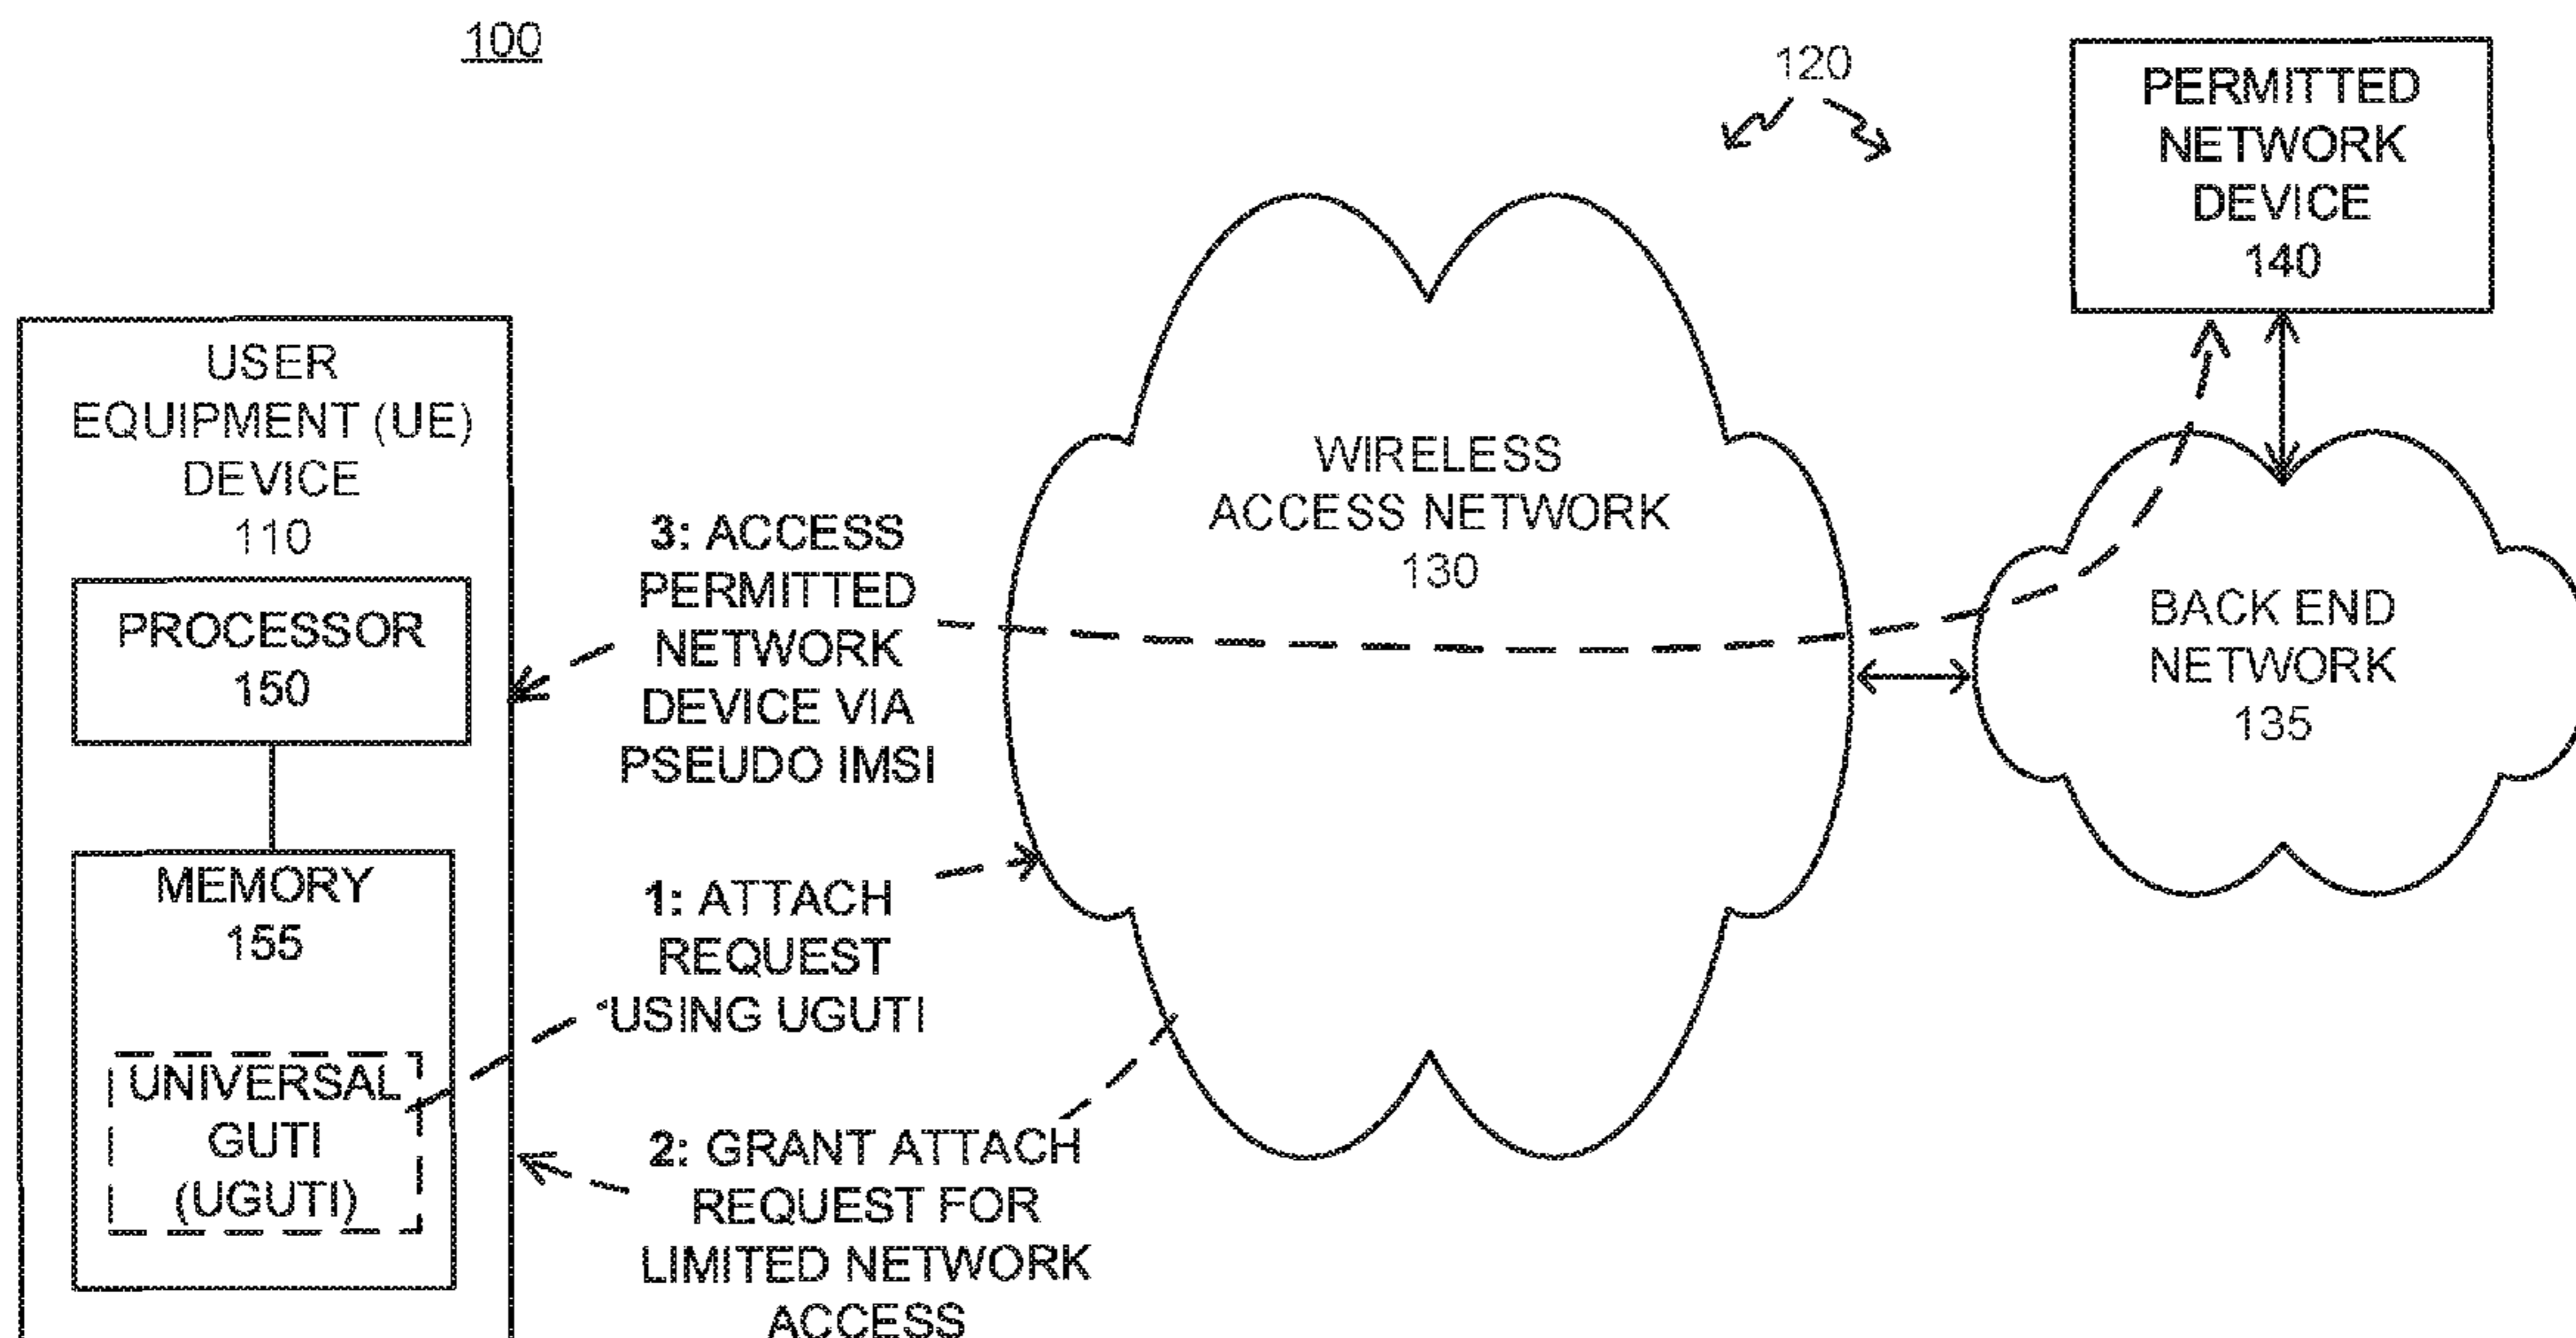 100
120
PERMITTED
NETWORK
DEVICE
140
USER
EQUIPMENT (UE)
DEVICE
110
PROCESSOR
150
MEMORY
155
UNIVERSAL
GUTI
(UGUTI)
3: ACCESS
PERMITTED
NETWORK
DEVICE VIA
PSEUDO IMSI
1: ATTACH
REQUEST
USING UGUTI
2: GRANT ATTACH
REQUEST FOR
LIMITED NETWORK
ACCESS
WIRELESS
ACCESS NETWORK
130
BACK END
NETWORK
135